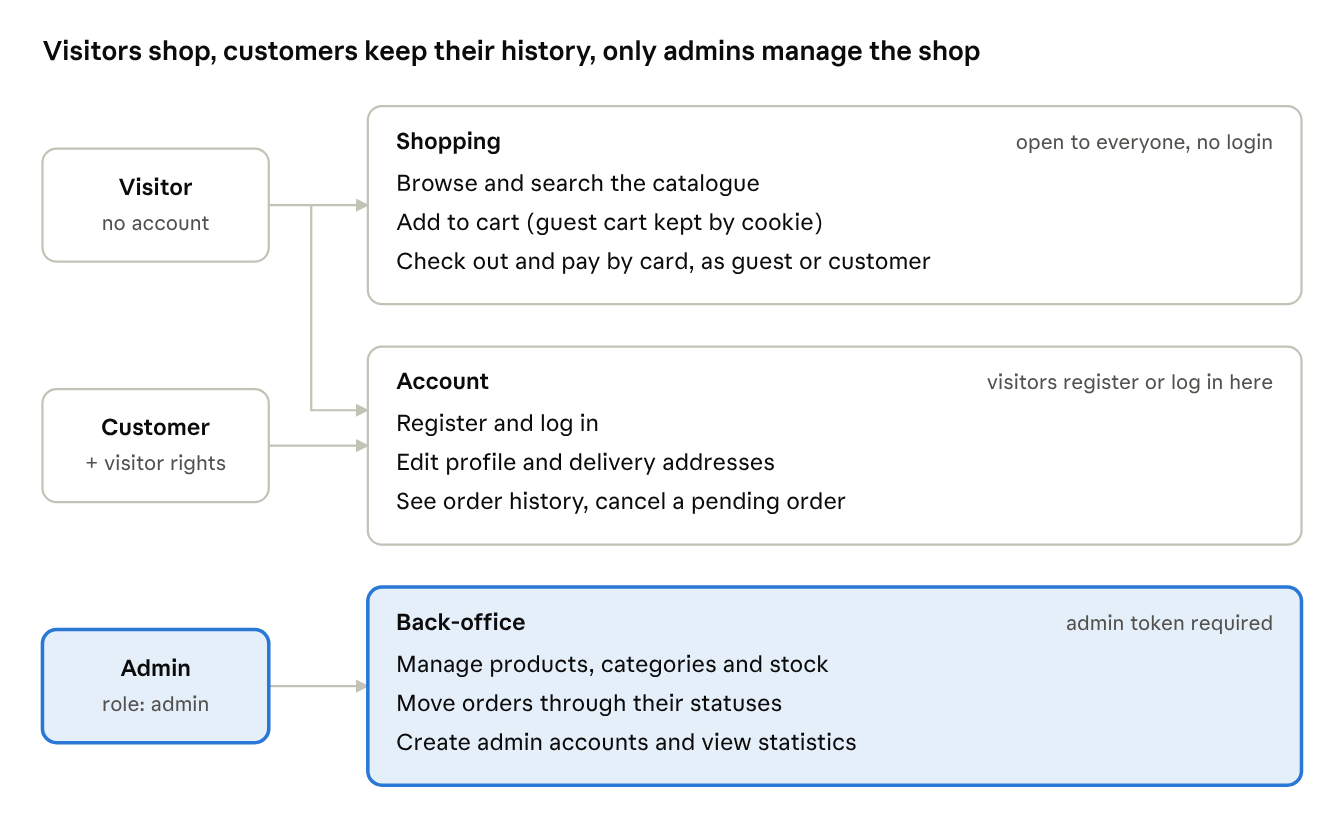 Visitors shop, customers keep their history, only admins manage the shop
Visitor
no account
Shopping
open to everyone, no login
Browse and search the catalogue
Add to cart (guest cart kept by cookie)
Check out and pay by card, as guest or customer
Customer
+ visitor rights
Account
visitors register or log in here
Register and log in
Edit profile and delivery addresses
See order history, cancel a pending order
Admin
role: admin
Back-office
admin token required
Manage products, categories and stock
Move orders through their statuses
Create admin accounts and view statistics